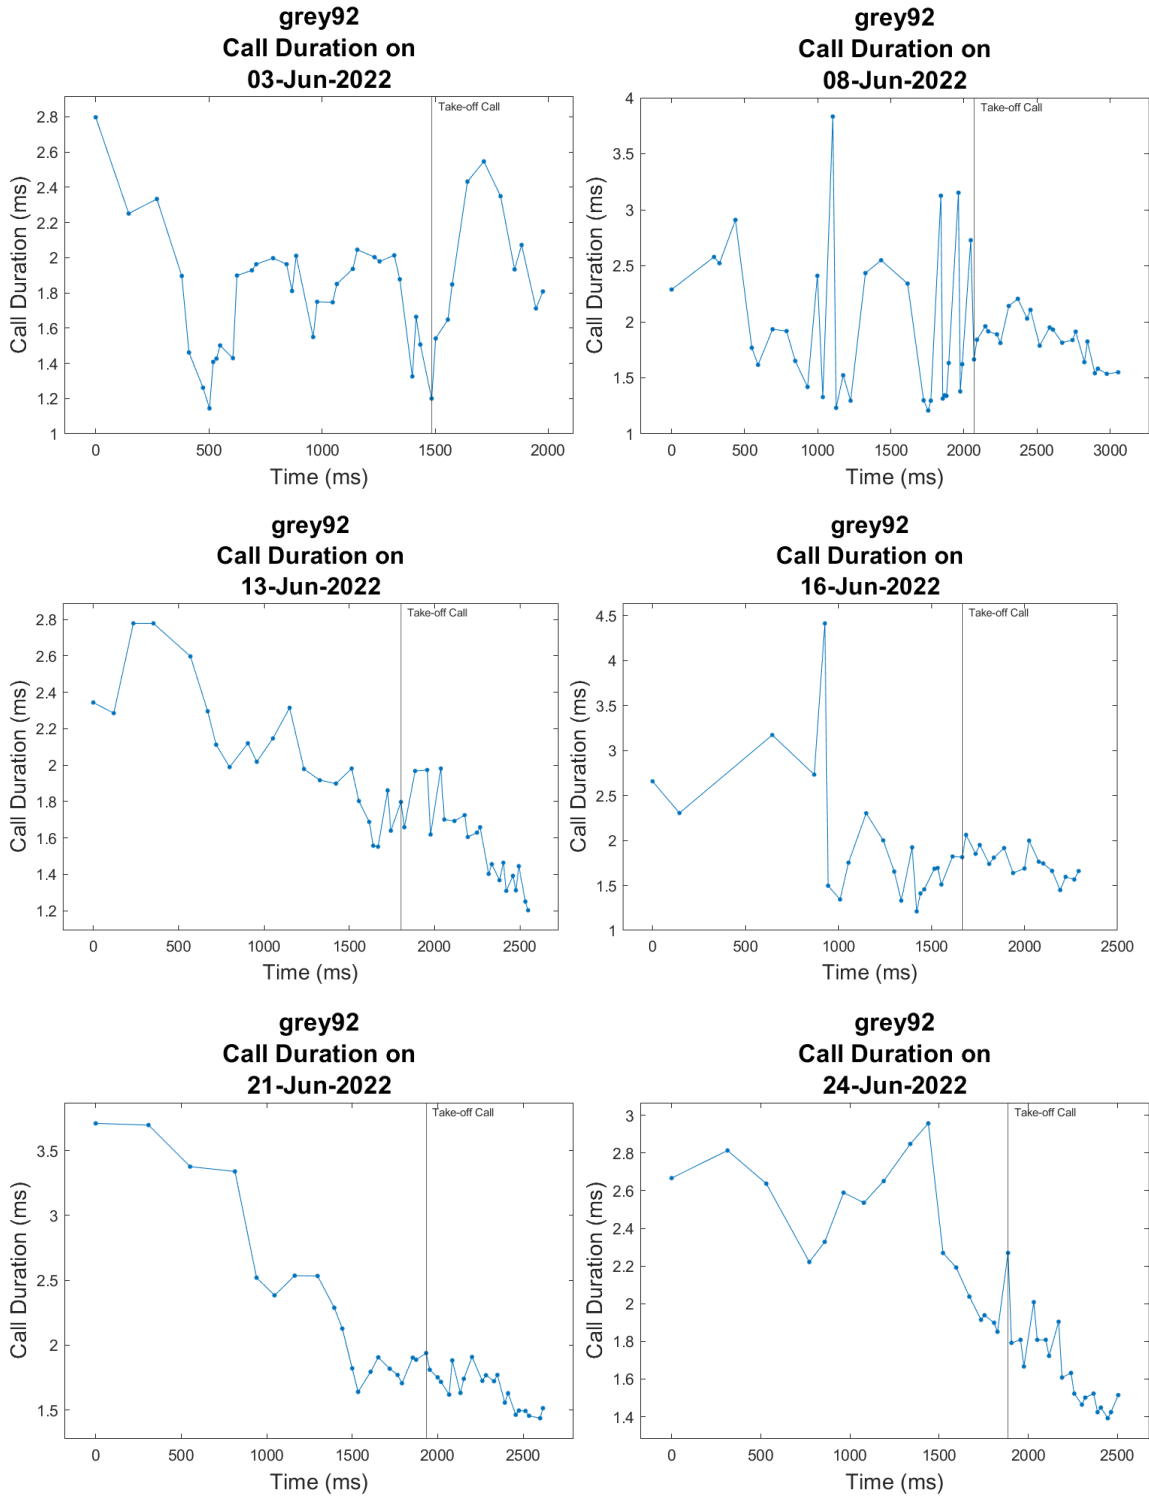 grey92
Call Duration on
03-Jun-2022
Take-off Call
2.8
2.6
2.4
2.2
2
1.8
1.6
1.4
1.2
1
Call Duration (ms)
0 500 1000 1500 2000
Time (ms)
grey92
Call Duration on
08-Jun-2022
Take-off Call
4
3.5
3
2.5
2
1.5
1
Call Duration (ms)
0 500 1000 1500 2000 2500 3000
Time (ms)
grey92
Call Duration on
13-Jun-2022
Take-off Call
2.8
2.6
2.4
2.2
2
1.8
1.6
1.4
1.2
Call Duration (ms)
0 500 1000 1500 2000 2500
Time (ms)
grey92
Call Duration on
16-Jun-2022
Take-off Call
4.5
4
3.5
3
2.5
2
1.5
1
Call Duration (ms)
0 500 1000 1500 2000 2500
Time (ms)
grey92
Call Duration on
21-Jun-2022
Take-off Call
3.5
3
2.5
2
1.5
Call Duration (ms)
0 500 1000 1500 2000 2500
Time (ms)
grey92
Call Duration on
24-Jun-2022
Take-off Call
3
2.8
2.6
2.4
2.2
2
1.8
1.6
1.4
Call Duration (ms)
0 500 1000 1500 2000 2500
Time (ms)